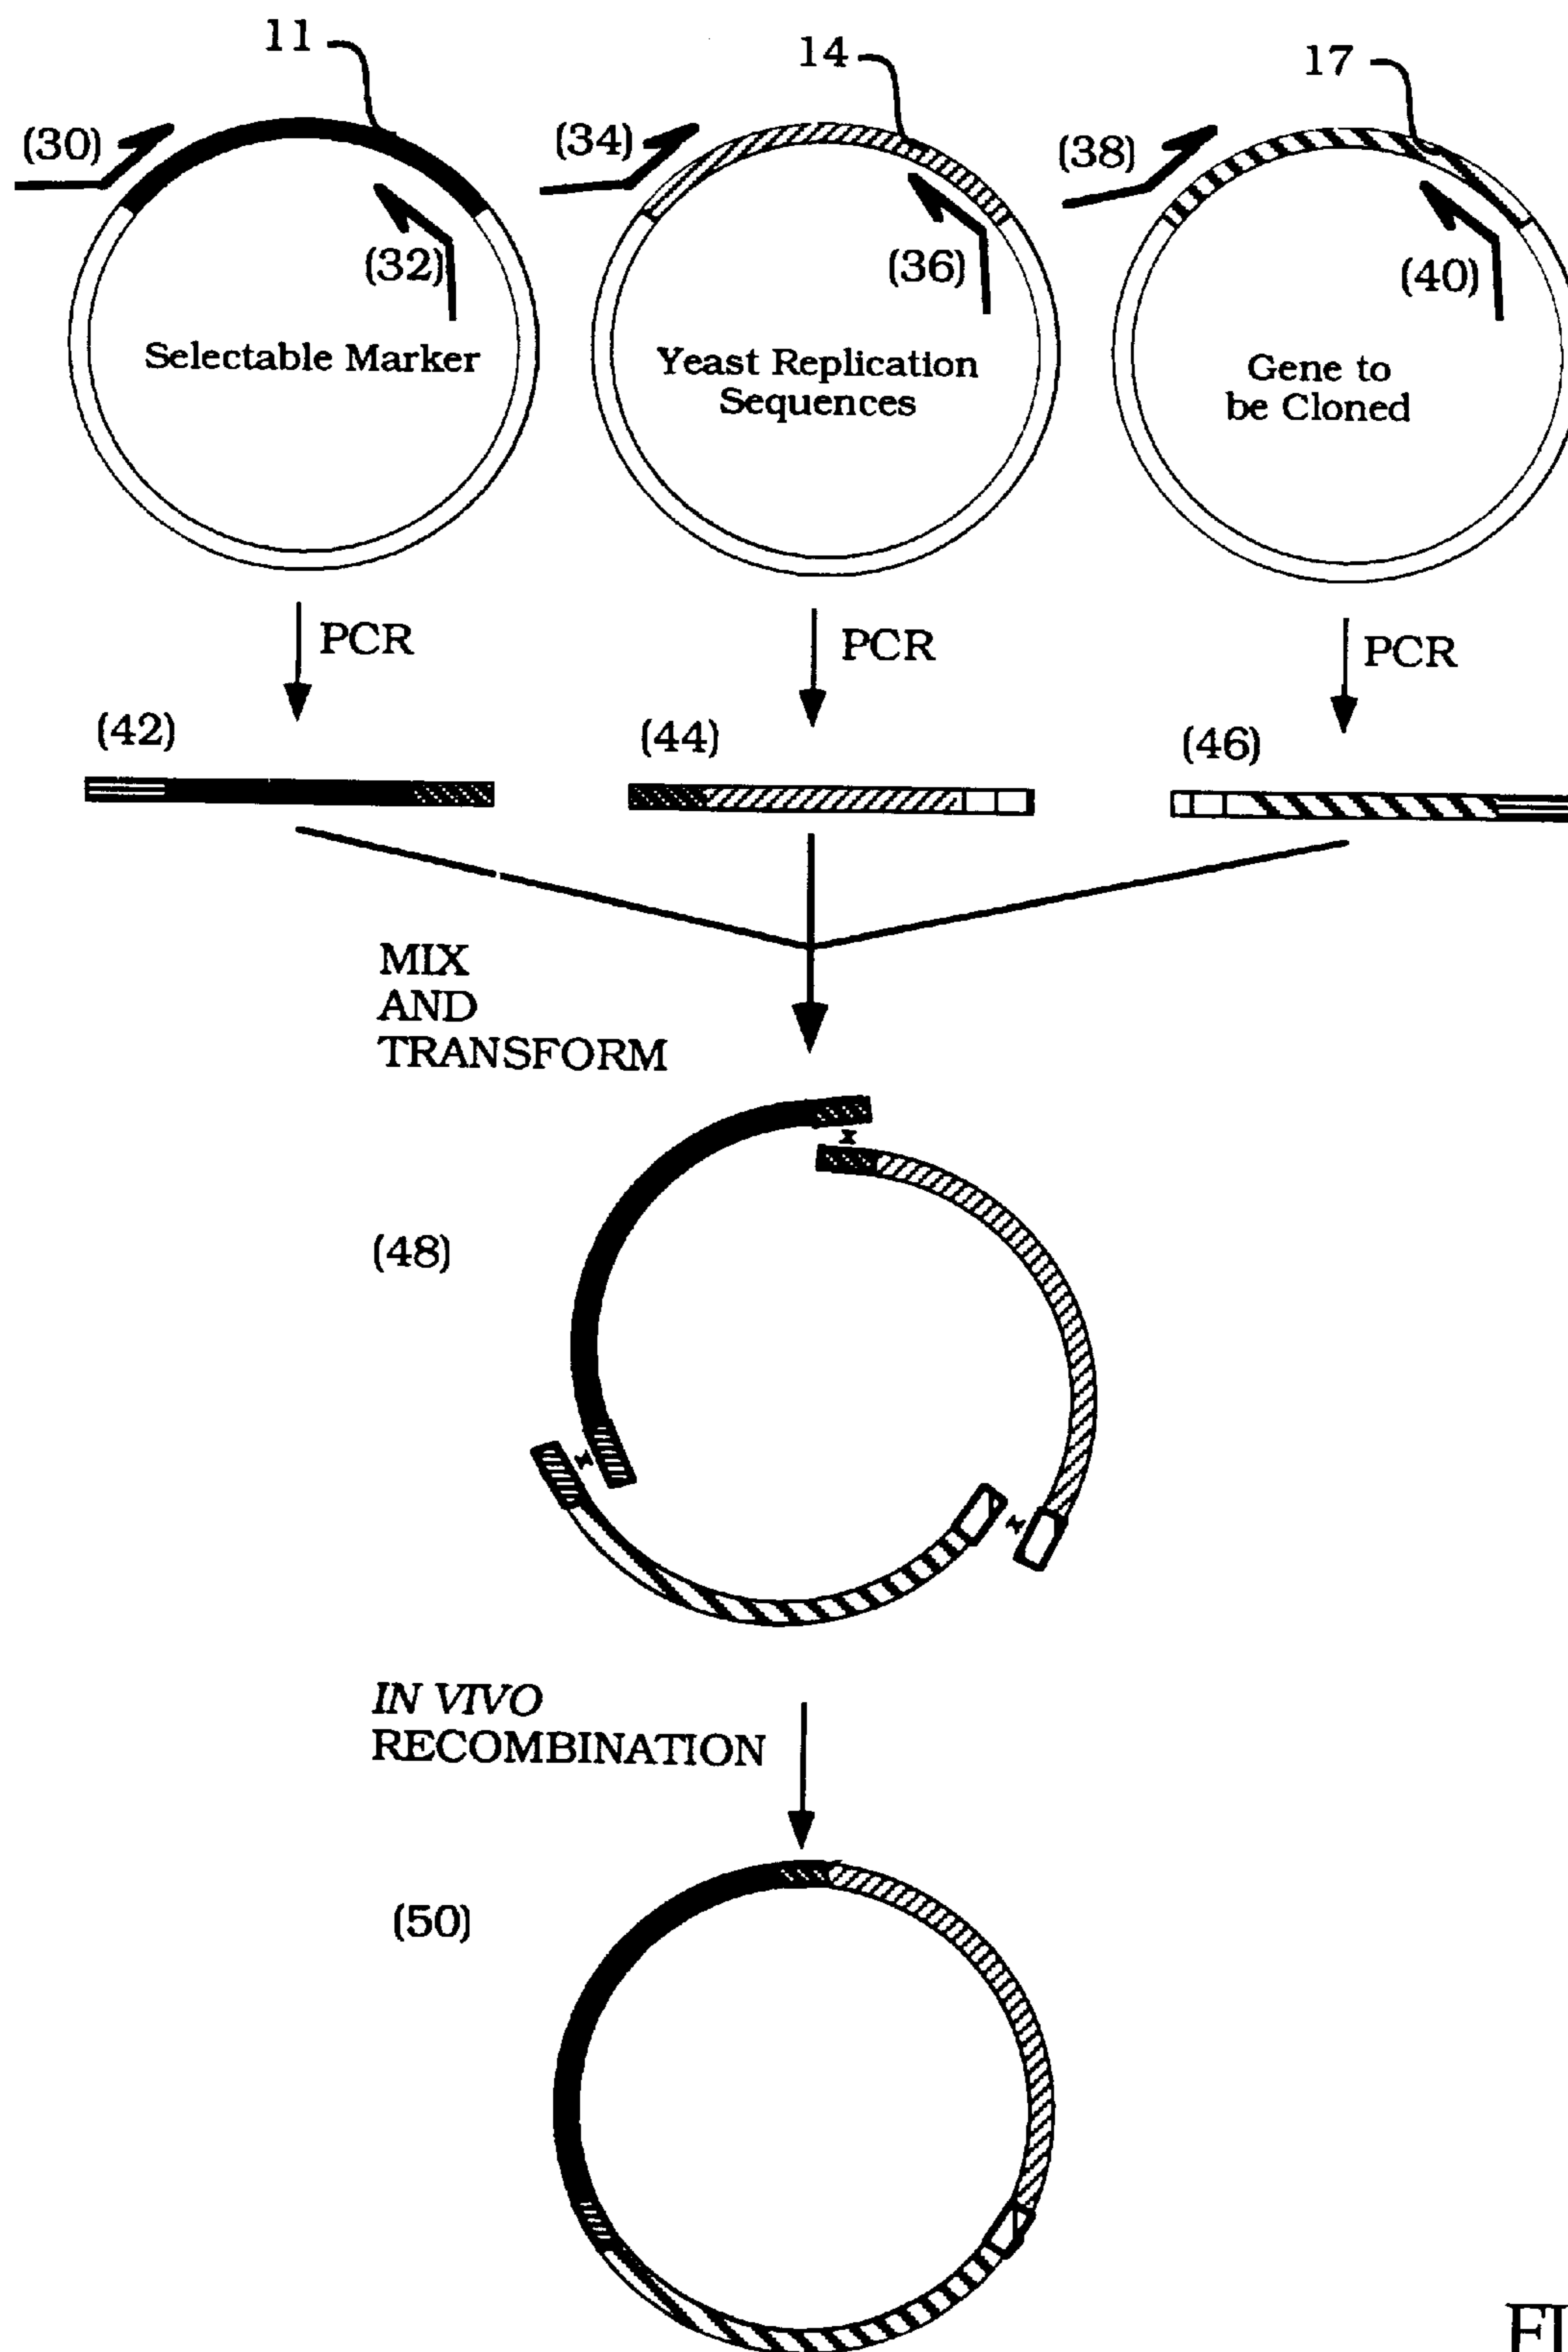 11
14
17
(30)
(34)
(38)
(32)
(36)
(40)
Selectable Marker
Yeast Replication
Sequences
Gene to
be Cloned
PCR
PCR
PCR
(42)
(44)
(46)
MIX
AND
TRANSFORM
(48)
IN VIVO
RECOMBINATION
(50)